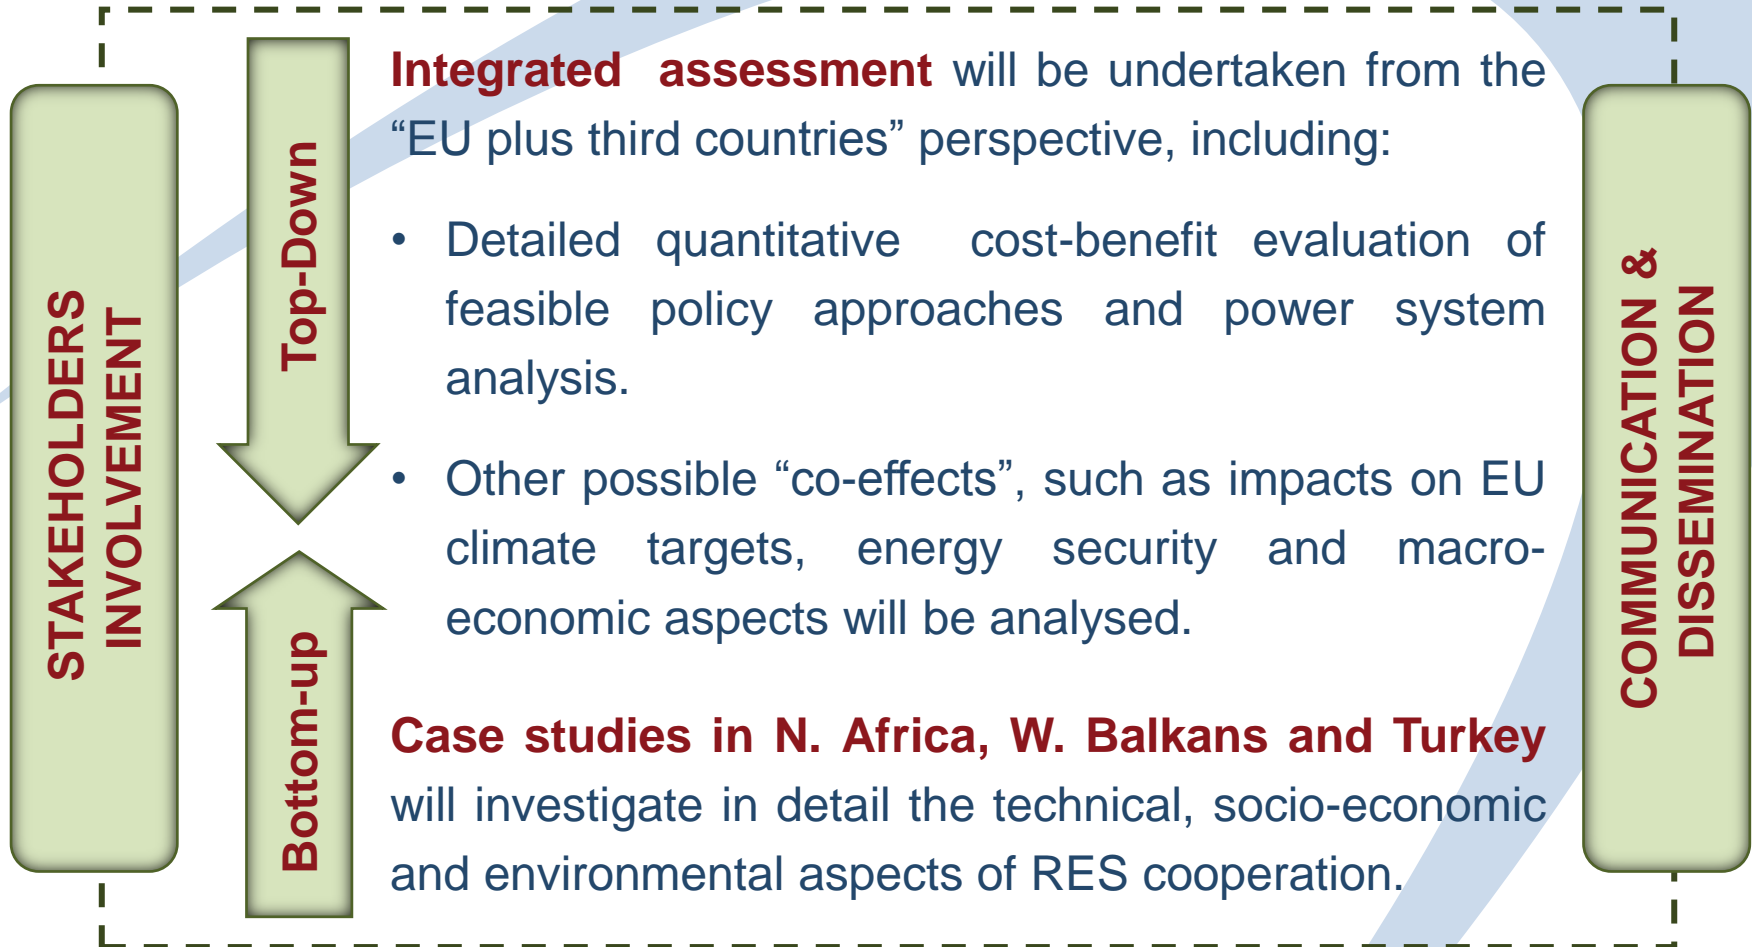 STAKEHOLDERS
INVOLVEMENT
Top-Down
Bottom-up
Integrated assessment will be undertaken from the
“EU plus third countries” perspective, including:
• Detailed quantitative cost-benefit evaluation of
feasible policy approaches and power system
analysis.
• Other possible “co-effects”, such as impacts on EU
climate targets, energy security and macro-
economic aspects will be analysed.
Case studies in N. Africa, W. Balkans and Turkey
will investigate in detail the technical, socio-economic
and environmental aspects of RES cooperation.
COMMUNICATION &
DISSEMINATION